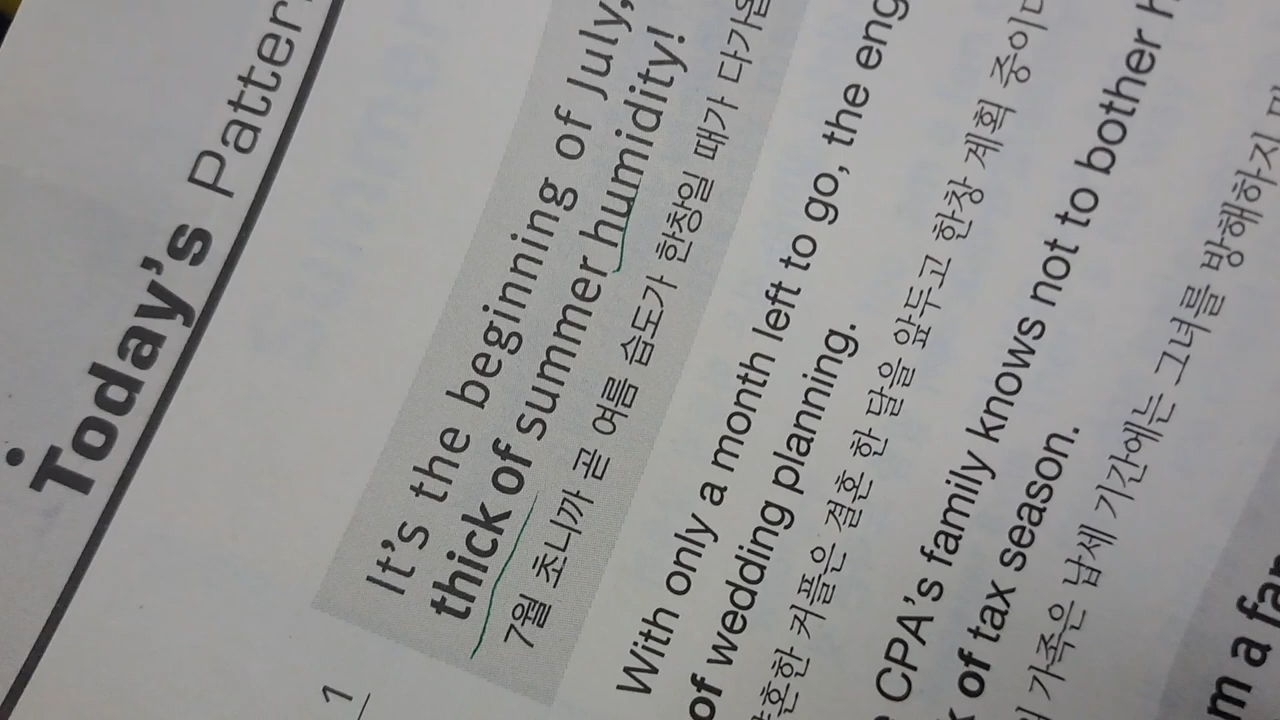 Today's Pattern
1
It's the beginning of July,
thick of summer humidity!
7월 초니까 곧 여름 습도가 한창일 때가 다가옵
With only a month left to go, the eng
of wedding planning.
약혼한 커플은 결혼 한 달을 앞두고 한창 계획 중이다
CPA's family knows not to bother h
of tax season.
가족은 납세 기간에는 그녀를 방해하지
m a fan